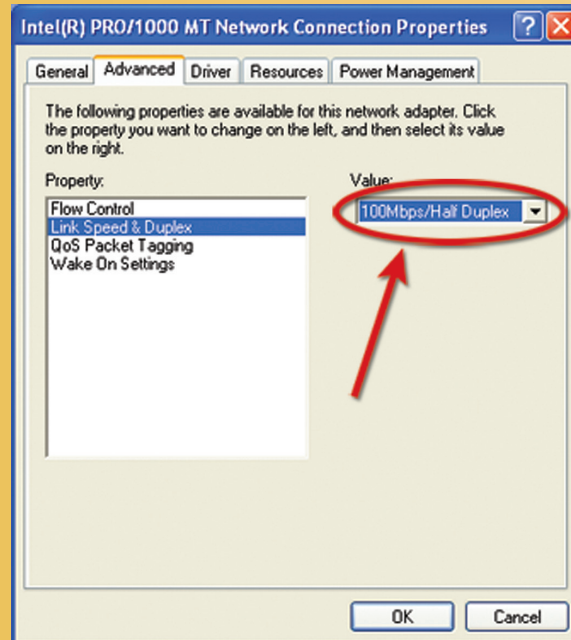 Intel(R) PRO/1000 MT Network Connection Properties
General Advanced Driver Resources Power Management
The following properties are available for this network adapter. Click
the property you want to change on the left, and then select its value
on the right.
Property:
Value:
Flow Control
Link Speed & Duplex
QoS Packet Tagging
Wake On Settings
100Mbps/Half Duplex
OK Cancel